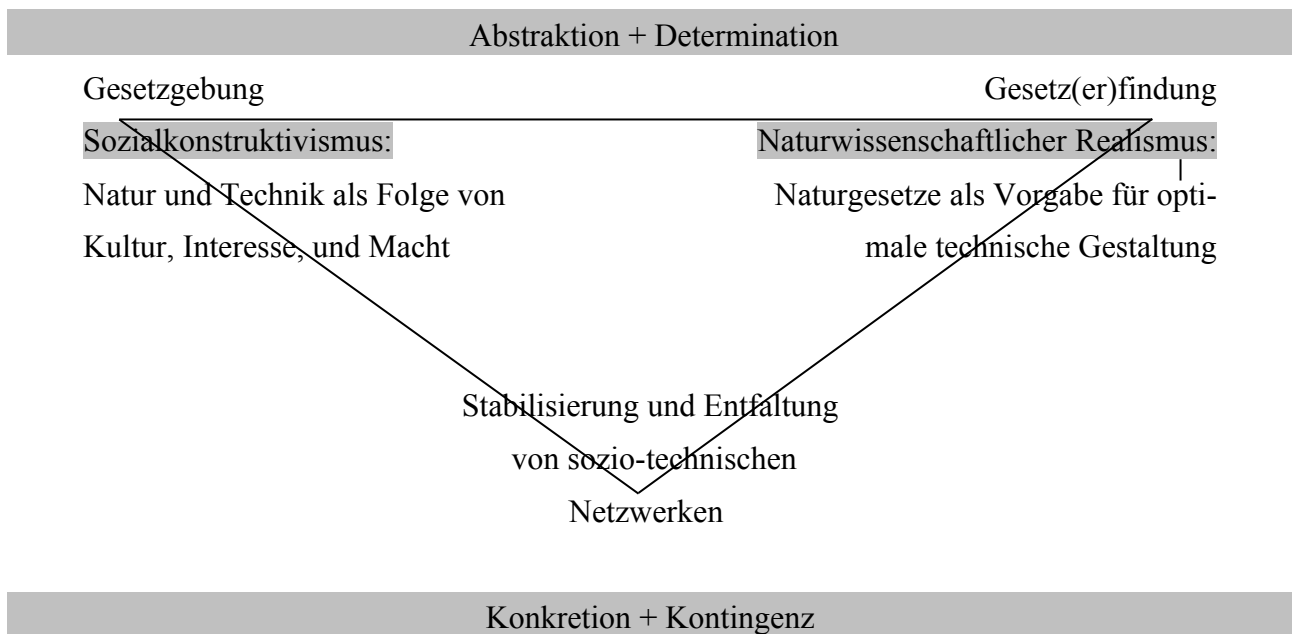 Abstraktion + Determination
Gesetzgebung
Gesetz(er)findung
Sozialkonstruktivismus:
Naturwissenschaftlicher Realismus:
Natur und Technik als Folge von
Naturgesetze als Vorgabe für opti-
Kultur, Interesse, und Macht
male technische Gestaltung
Stabilisierung und Entfaltung
von sozio-technischen
Netzwerken
Konkretion + Kontingenz